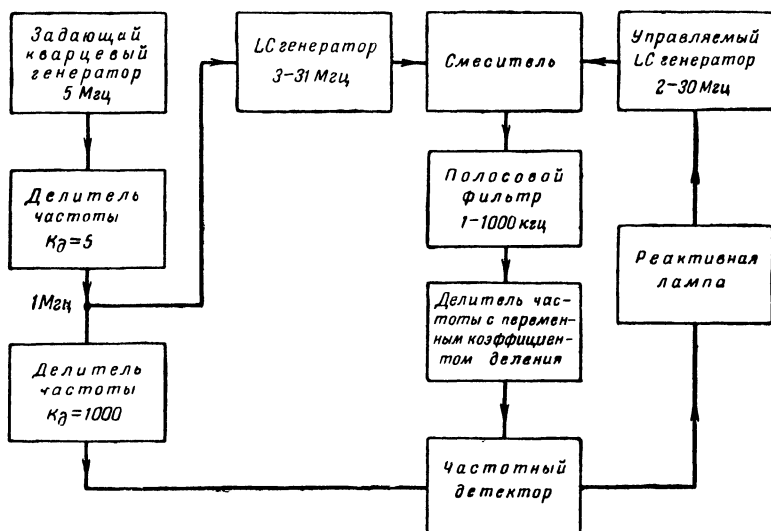 Задающий
кварцевый
генератор
5 Мгц
LC генератор
3-31 Мгц
Смеситель
Управляемый
LC генератор
2-30 Мгц
Делитель
частоты
Кд=5
Полосовой
фильтр
1-1000 кгц
Реактивная
лампа
1Мгц
Делитель час-
тоты с перемен-
ным коэффициен-
том деления
Делитель
частоты
Кд=1000
Частотный
детектор